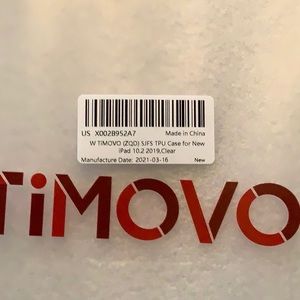 US X002B952A7 Made in China
W TiMOVO (ZQD) SJFS TPU Case for New
iPad 10.2 2019,Clear
Manufacture Date: 2021-03-16 New
TiMOVO